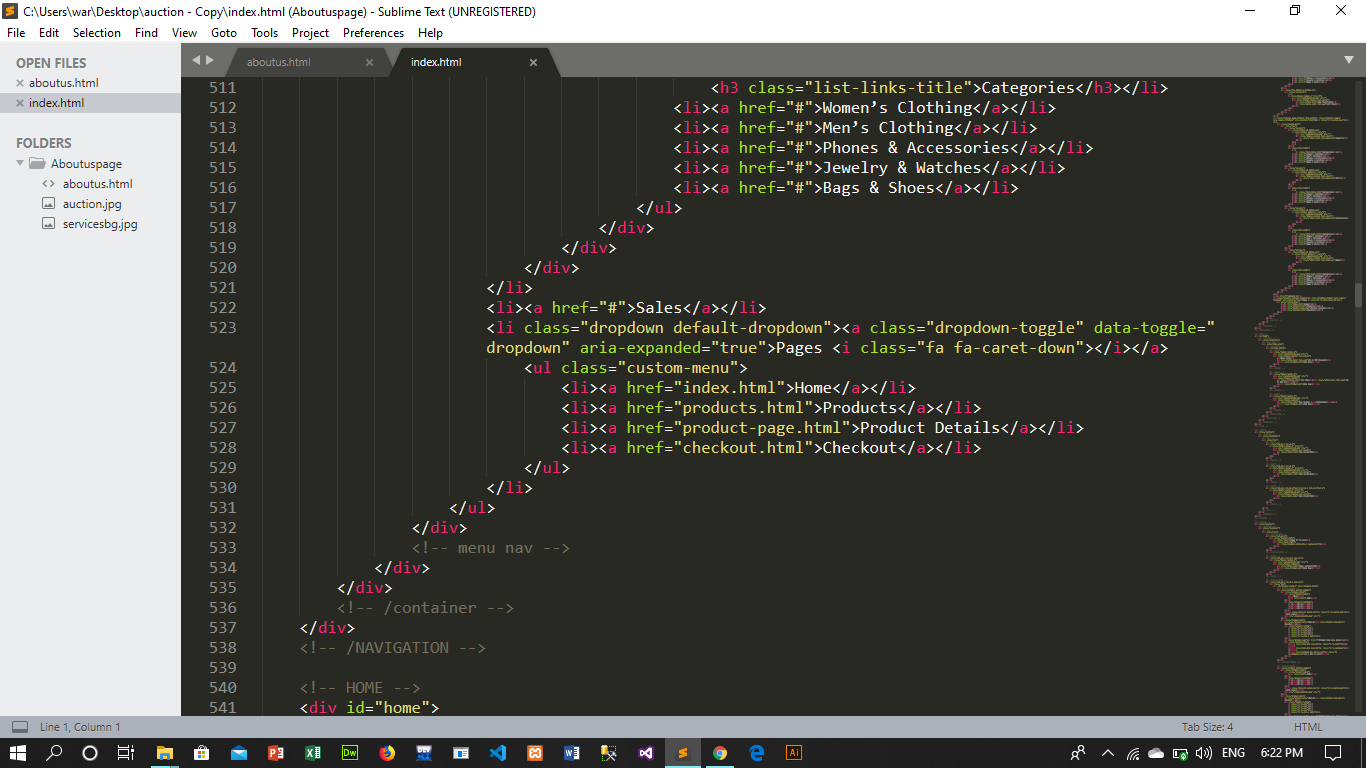 C:\Users\war\Desktop\auction - Copy\index.html (Aboutuspage) - Sublime Text (UNREGISTERED)
File Edit Selection Find View Goto Tools Project Preferences Help
OPEN FILES
aboutus.html
index.html
FOLDERS
Aboutuspage
aboutus.html
auction.jpg
servicesbg.jpg
aboutus.html index.html
511 <h3 class="list-links-title">Categories</h3></li>
512 <li><a href="#">Women’s Clothing</a></li>
513 <li><a href="#">Men’s Clothing</a></li>
514 <li><a href="#">Phones & Accessories</a></li>
515 <li><a href="#">Jewelry & Watches</a></li>
516 <li><a href="#">Bags & Shoes</a></li>
517 </ul>
518 </div>
519 </div>
520 </div>
521 </li>
522 <li><a href="#">Sales</a></li>
523 <li class="dropdown default-dropdown"><a class="dropdown-toggle" data-toggle="
dropdown" aria-expanded="true">Pages <i class="fa fa-caret-down"></i></a>
524 <ul class="custom-menu">
525 <li><a href="index.html">Home</a></li>
526 <li><a href="products.html">Products</a></li>
527 <li><a href="product-page.html">Product Details</a></li>
528 <li><a href="checkout.html">Checkout</a></li>
529 </ul>
530 </li>
531 </ul>
532 </div>
533 <!-- menu nav -->
534 </div>
535 </div>
536 <!-- /container -->
537 </div>
538 <!-- /NAVIGATION -->
539
540 <!-- HOME -->
541 <div id="home">
Line 1, Column 1 Tab Size: 4 HTML
Dw DEV Ai ENG 6:22 PM